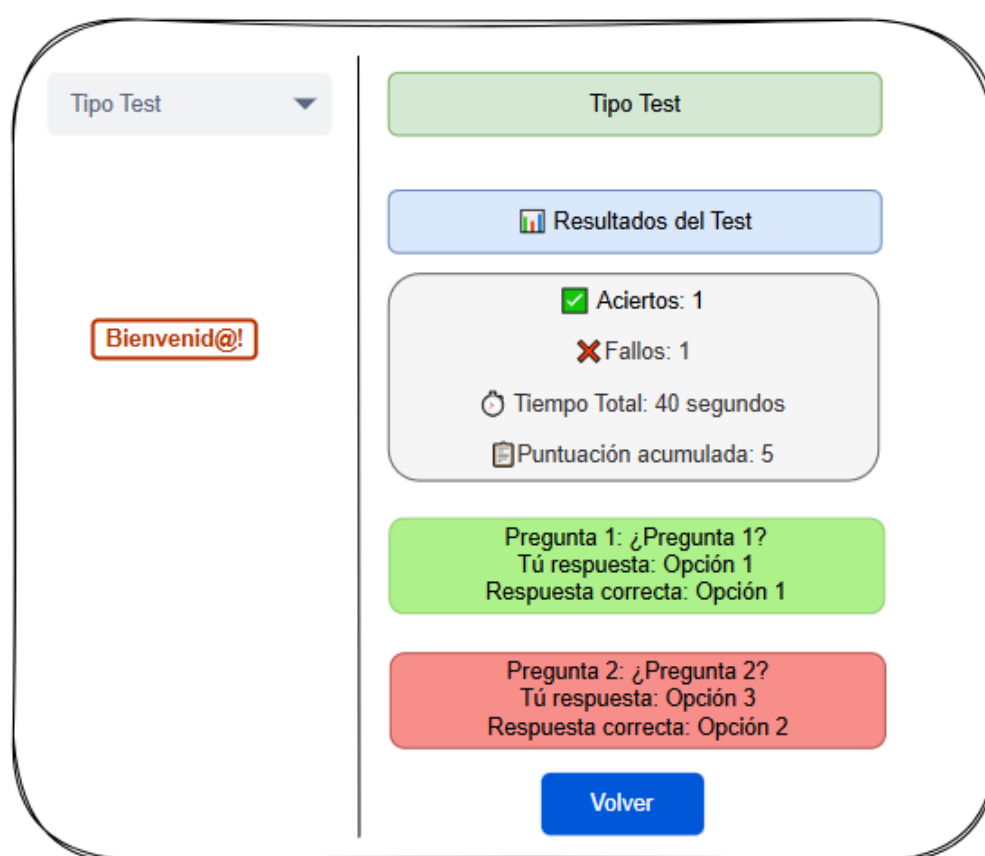 Tipo Test
Bienvenid@!
Tipo Test
Resultados del Test
Aciertos: 1
Fallos: 1
Tiempo Total: 40 segundos
Puntuación acumulada: 5
Pregunta 1: ¿Pregunta 1?
Tú respuesta: Opción 1
Respuesta correcta: Opción 1
Pregunta 2: ¿Pregunta 2?
Tú respuesta: Opción 3
Respuesta correcta: Opción 2
Volver